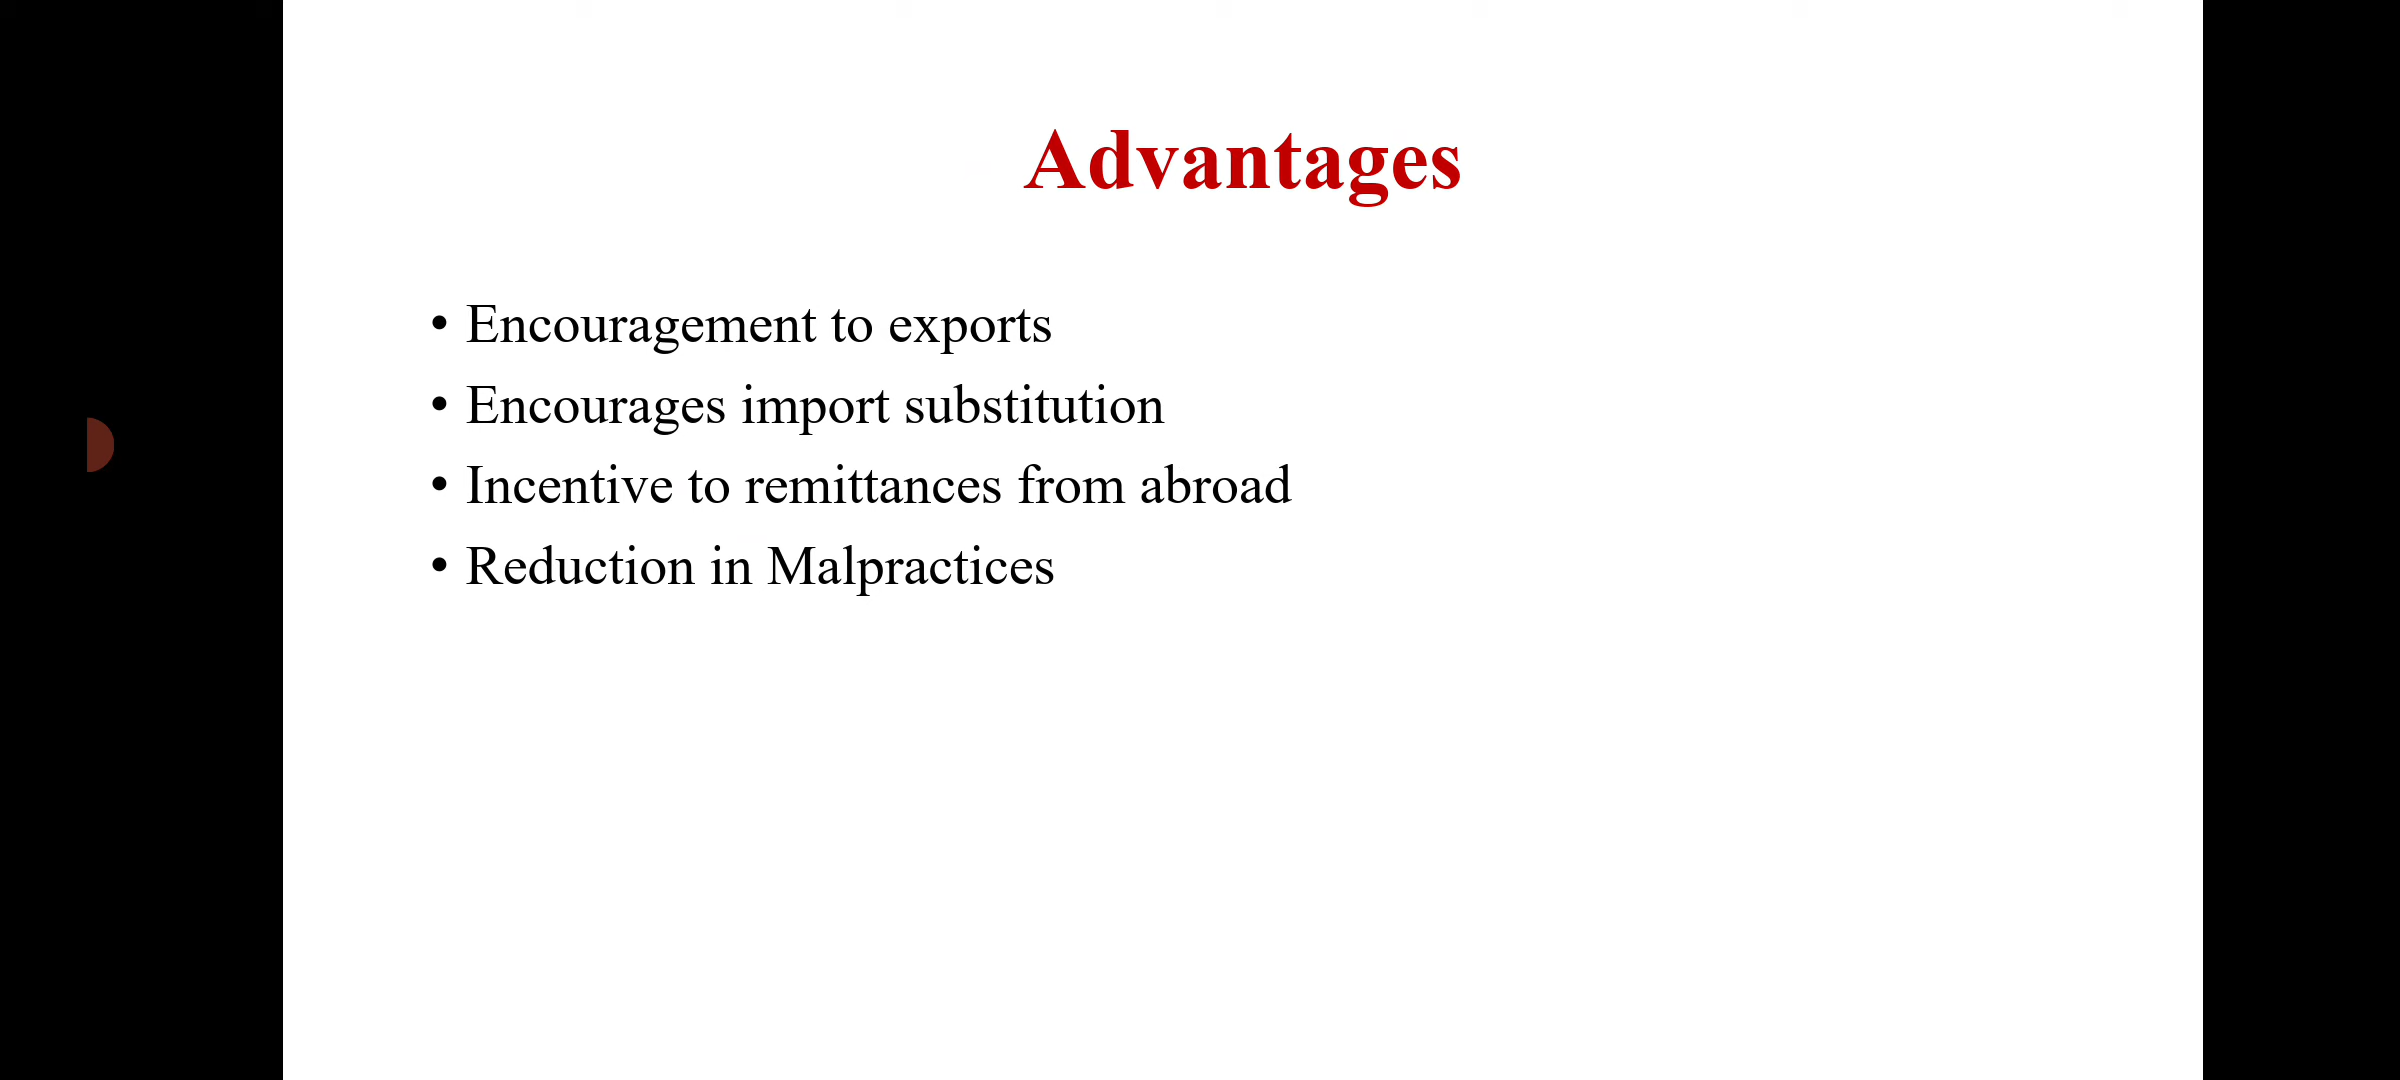 Advantages
• Encouragement to exports
• Encourages import substitution
• Incentive to remittances from abroad
• Reduction in Malpractices